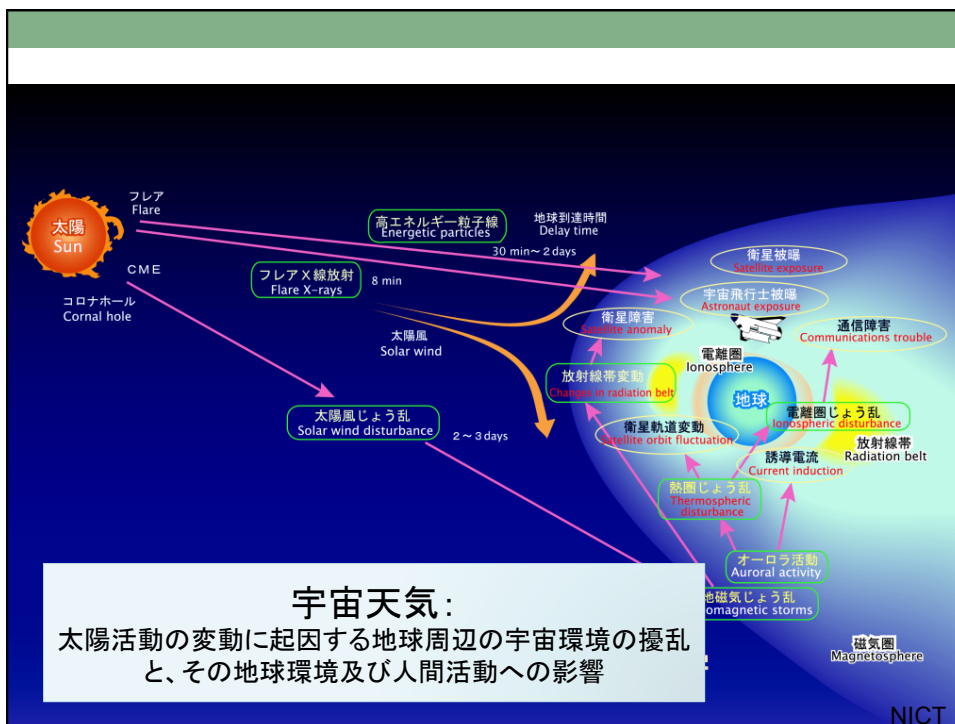 フレア
Flare
太陽
Sun
CME
コロナホール
Cornal hole
高エネルギー粒子線
Energetic particles
30 min～2 days
地球到達時間
Delay time
フレアX線放射
Flare X-rays
8 min
太陽風
Solar wind
太陽風じょう乱
Solar wind disturbance
2～3 days
衛星被曝
Satellite exposure
宇宙飛行士被曝
Astronaut exposure
衛星障害
Satellite anomaly
通信障害
Communications trouble
電離圏
Ionosphere
放射線帯変動
Changes in radiation belt
地球
電離圏じょう乱
Ionospheric disturbance
衛星軌道変動
Satellite orbit fluctuation
放射線帯
Radiation belt
誘導電流
Current induction
熱圏じょう乱
Thermospheric
disturbance
オーロラ活動
Auroral activity
地磁気じょう乱
omagnetic storms
磁気圏
Magnetosphere
宇宙天気:
太陽活動の変動に起因する地球周辺の宇宙環境の擾乱
と、その地球環境及び人間活動への影響
NICT